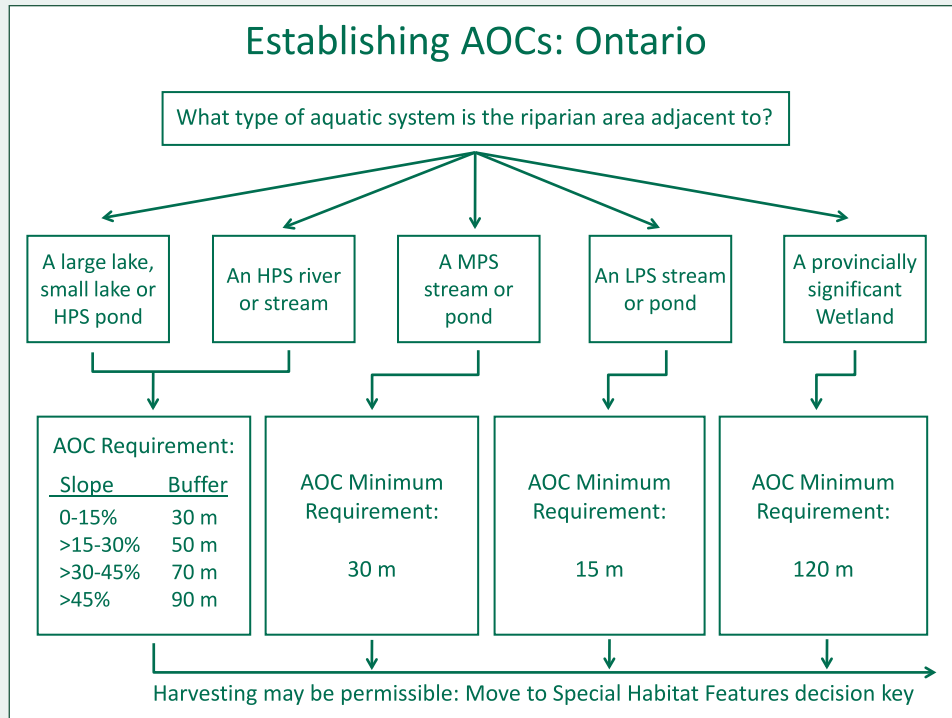 Establishing AOCs: Ontario
What type of aquatic system is the riparian area adjacent to?
A large lake,
small lake or
HPS pond
An HPS river
or stream
A MPS
stream or
pond
An LPS stream
or pond
A provincially
significant
Wetland
AOC Requirement:
Slope Buffer
0-15% 30 m
>15-30% 50 m
>30-45% 70 m
>45% 90 m
AOC Minimum
Requirement:
30 m
AOC Minimum
Requirement:
15 m
AOC Minimum
Requirement:
120 m
Harvesting may be permissible: Move to Special Habitat Features decision key